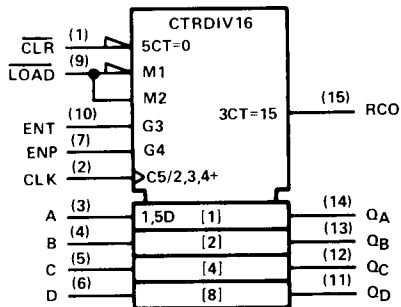 CTRDIV16
CLR (1) 5CT=0
LOAD (9) M1
M2
3CT=15 (15) RCO
ENT (10) G3
ENP (7) G4
CLK (2) C5/2,3,4+
A (3) 1,5D [1] (14) QA
B (4) [2] (13) QB
C (5) [4] (12) QC
D (6) [8] (11) QD